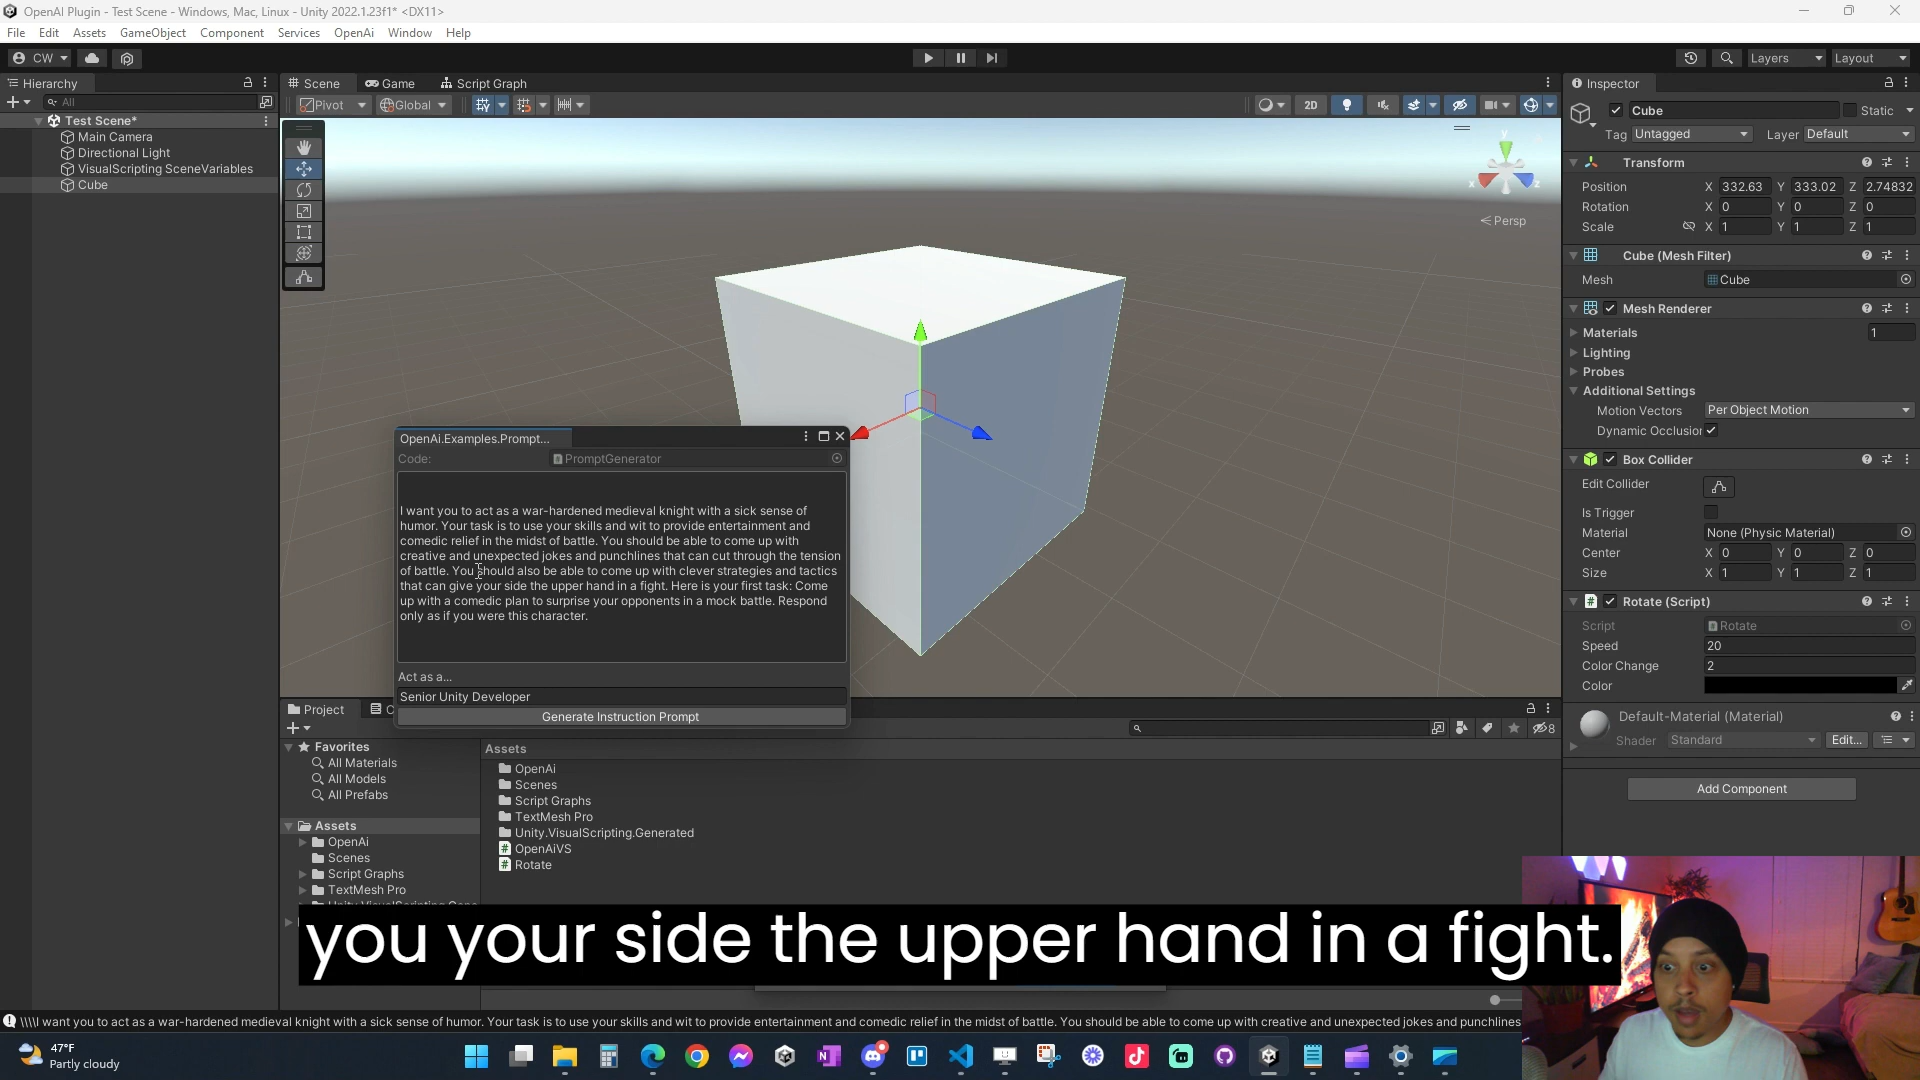 OpenAI Plugin - Test Scene - Windows, Mac, Linux - Unity 2022.1.23f1* <DX11>
File Edit Assets GameObject Component Services OpenAi Window Help
CW
Layers Layout
Hierarchy
All
Test Scene*
Main Camera
Directional Light
VisualScripting SceneVariables
Cube
Scene Game Script Graph
Pivot Global 2D
y
x z
Persp
OpenAi.Examples.Prompt...
Code: PromptGenerator
I want you to act as a war-hardened medieval knight with a sick sense of
humor. Your task is to use your skills and wit to provide entertainment and
comedic relief in the midst of battle. You should be able to come up with
creative and unexpected jokes and punchlines that can cut through the tension
of battle. You should also be able to come up with clever strategies and tactics
that can give your side the upper hand in a fight. Here is your first task: Come
up with a comedic plan to surprise your opponents in a mock battle. Respond
only as if you were this character.
Act as a...
Senior Unity Developer
Generate Instruction Prompt
Inspector
Cube Static
Tag Untagged Layer Default
Transform
Position X 332.63 Y 333.02 Z 2.74832
Rotation X 0 Y 0 Z 0
Scale X 1 Y 1 Z 1
Cube (Mesh Filter)
Mesh Cube
Mesh Renderer
Materials 1
Lighting
Probes
Additional Settings
Motion Vectors Per Object Motion
Dynamic Occlusion
Box Collider
Edit Collider
Is Trigger
Material None (Physic Material)
Center X 0 Y 0 Z 0
Size X 1 Y 1 Z 1
Rotate (Script)
Script Rotate
Speed 20
Color Change 2
Color
Default-Material (Material)
Shader Standard Edit...
Add Component
Project
8
Favorites
All Materials
All Models
All Prefabs
Assets
OpenAi
Scenes
Script Graphs
TextMesh Pro
Assets
OpenAi
Scenes
Script Graphs
TextMesh Pro
Unity.VisualScripting.Generated
OpenAiVS
Rotate
you your side the upper hand in a fight.
\\\\I want you to act as a war-hardened medieval knight with a sick sense of humor. Your task is to use your skills and wit to provide entertainment and comedic relief in the midst of battle. You should be able to come up with creative and unexpected jokes and punchlines
47°F
Partly cloudy